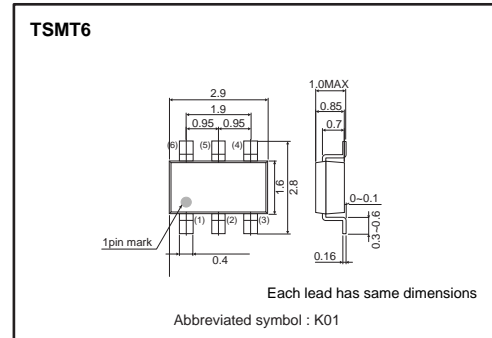 TSMT6
1.0MAX
2.9
0.85
1.9
0.7
0.95 0.95
(6) (5) (4)
1.6
2.8
0~0.1
(1) (2) (3)
1pin mark
0.3~0.6
0.4
0.16
Each lead has same dimensions
Abbreviated symbol : K01